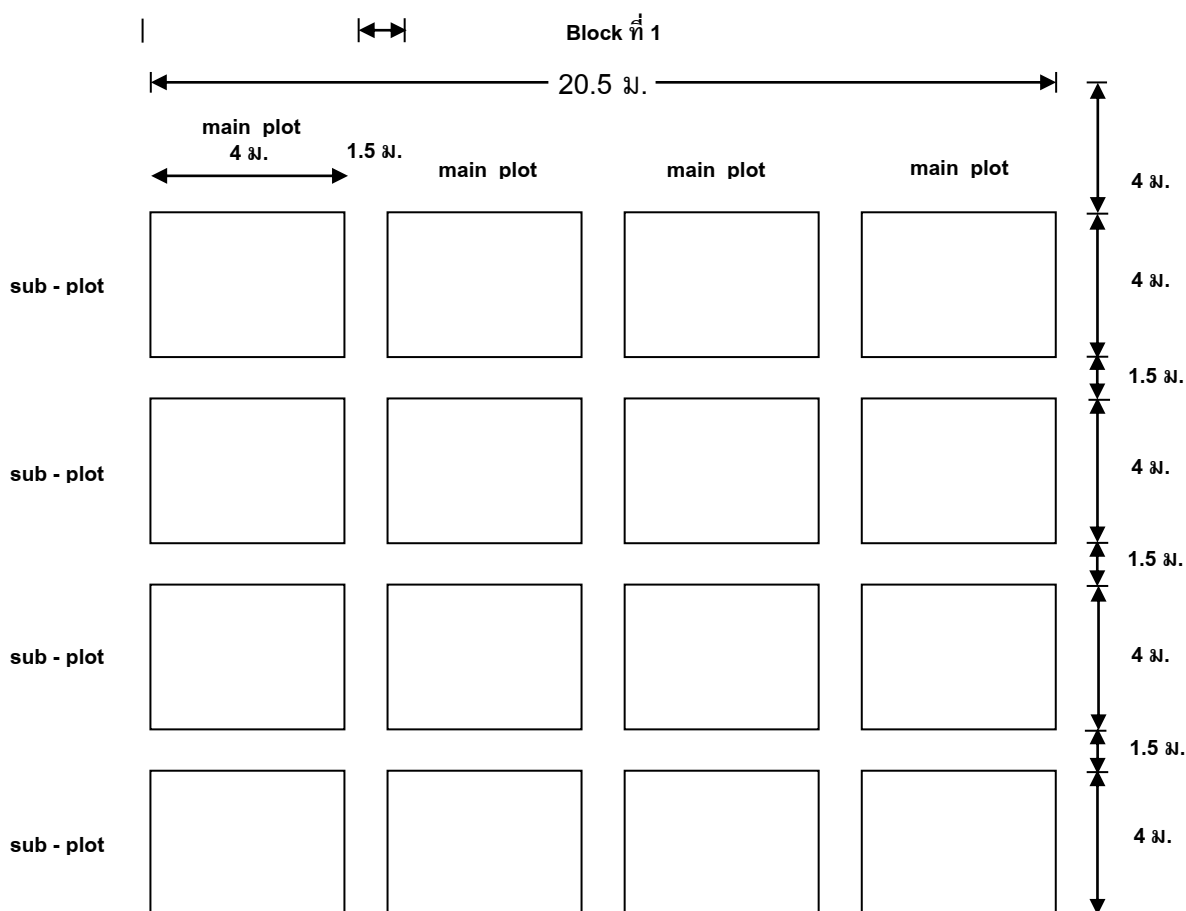 Block ที่ 1
20.5 ม.
main plot
4 ม.
1.5 ม.
main plot
main plot
main plot
4 ม.
sub - plot
4 ม.
1.5 ม.
sub - plot
4 ม.
1.5 ม.
sub - plot
4 ม.
1.5 ม.
sub - plot
4 ม.